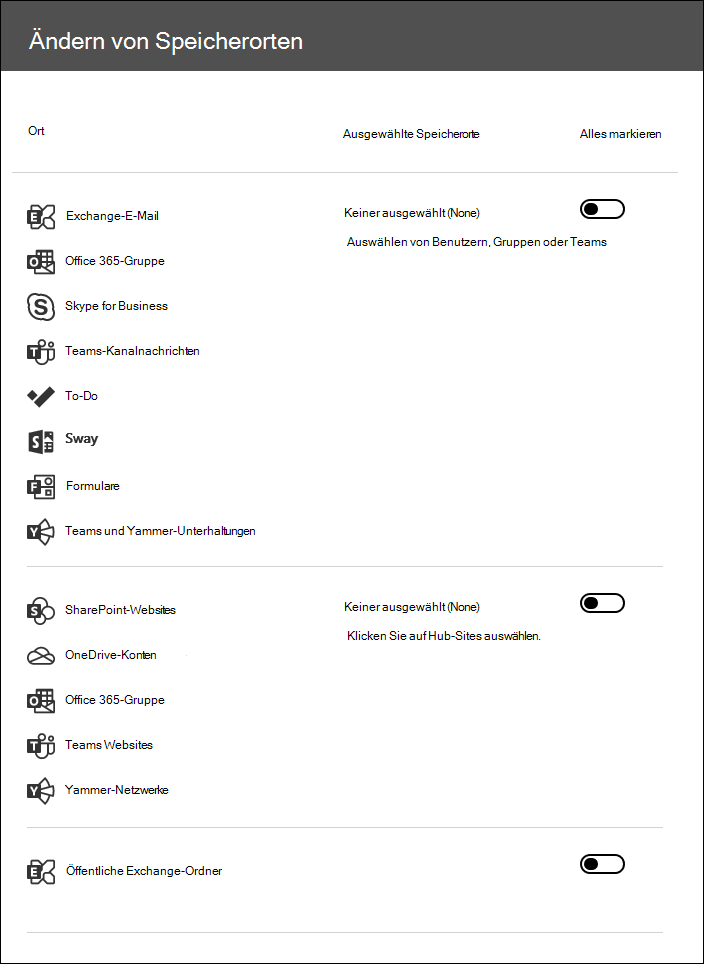 Ändern von Speicherorten
Ort
Ausgewählte Speicherorte
Alles markieren
Exchange-E-Mail
Keiner ausgewählt (None)
Auswählen von Benutzern, Gruppen oder Teams
Office 365-Gruppe
Skype for Business
Teams-Kanalnachrichten
To-Do
Sway
Formulare
Teams und Yammer-Unterhaltungen
SharePoint-Websites
Keiner ausgewählt (None)
Klicken Sie auf Hub-Sites auswählen.
OneDrive-Konten
Office 365-Gruppe
Teams Websites
Yammer-Netzwerke
Öffentliche Exchange-Ordner